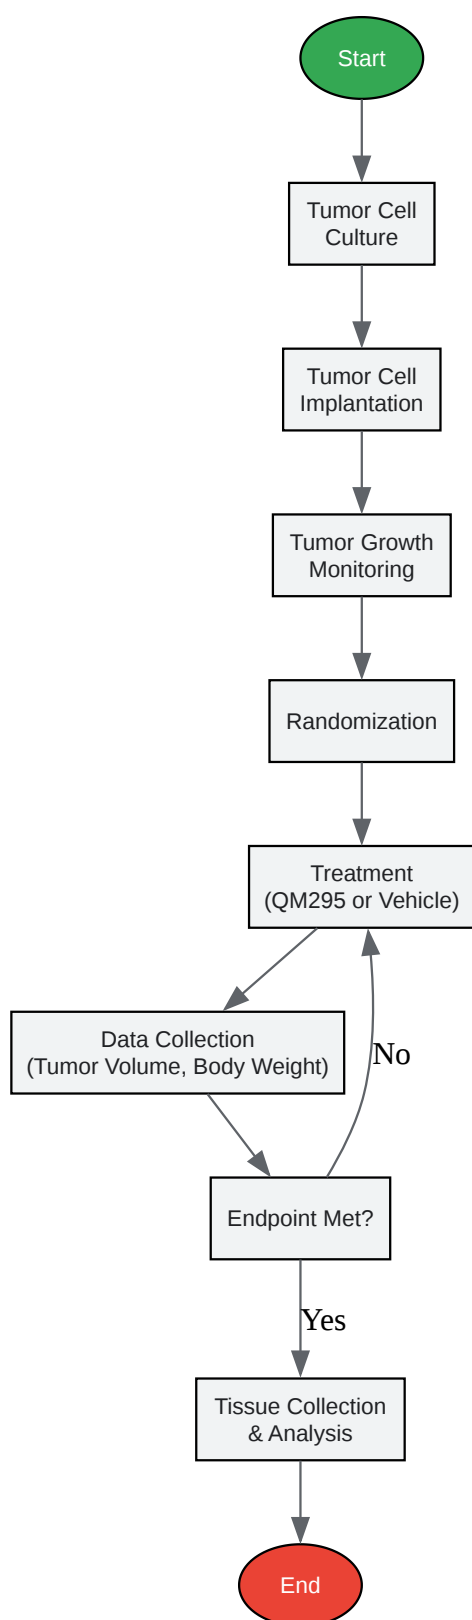 Start
Tumor Cell
Culture
Tumor Cell
Implantation
Tumor Growth
Monitoring
Randomization
Treatment
(QM295 or Vehicle)
Data Collection
(Tumor Volume, Body Weight)
No
Endpoint Met?
Yes
Tissue Collection
& Analysis
End